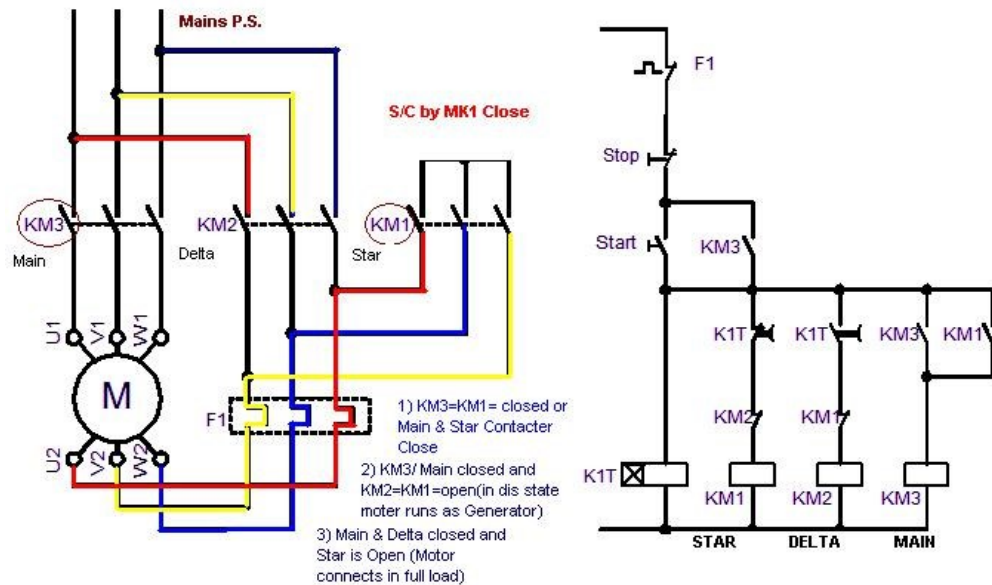 Mains P.S.
S/C by MK1 Close
KM3
KM2
KM1
Main
Delta
Star
U1
V1
W1
M
U2
V2
W2
F1
1) KM3=KM1= closed or
Main & Star Contacter
Close
2) KM3/ Main closed and
KM2=KM1=open(in dis state
moter runs as Generator)
3) Main & Delta closed and
Star is Open (Motor
connects in full load)
F1
Stop
Start
KM3
K1T
K1T
KM3
KM1
KM2
KM1
K1T
KM1
KM2
KM3
STAR
DELTA
MAIN